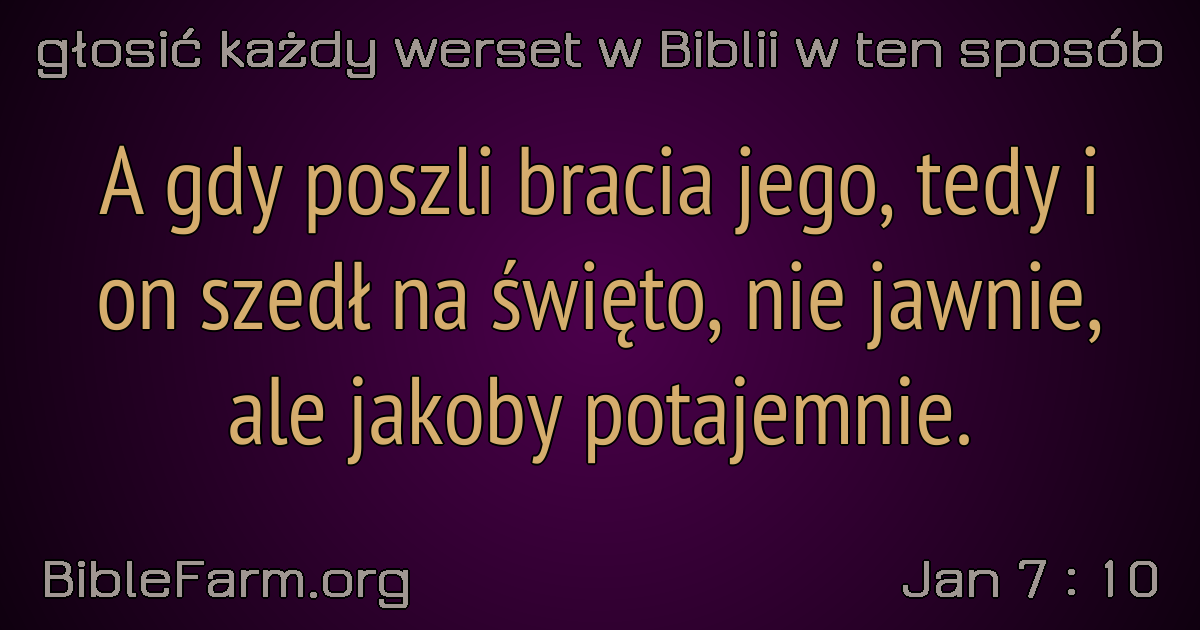 głosić każdy werset w Biblii w ten sposób
A gdy poszli bracia jego, tedy i
on szedł na święto, nie jawnie,
ale jakoby potajemnie.
BibleFarm.org
Jan 7 : 10